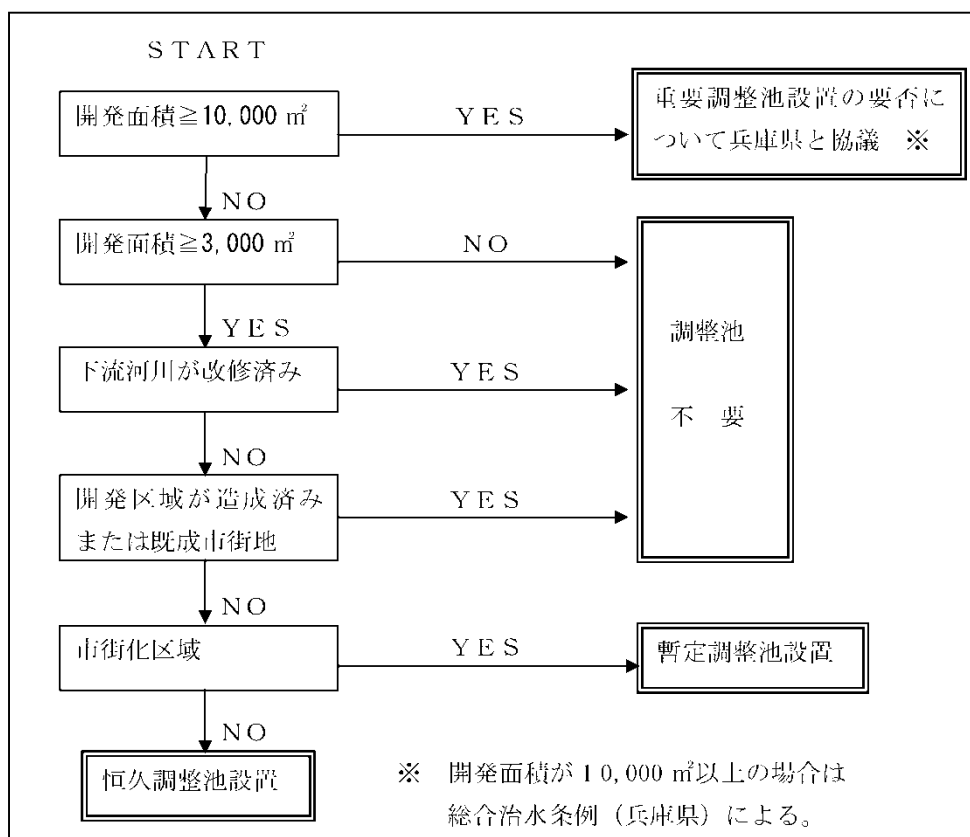 START
開発面積≧10,000 ㎡
YES
重要調整池設置の要否に
ついて兵庫県と協議　※
NO
開発面積≧3,000 ㎡
NO
調整池
不　要
YES
下流河川が改修済み
YES
NO
開発区域が造成済み
または既成市街地
YES
NO
市街化区域
YES
暫定調整池設置
NO
恒久調整池設置
※　開発面積が10,000 ㎡以上の場合は
総合治水条例（兵庫県）による。